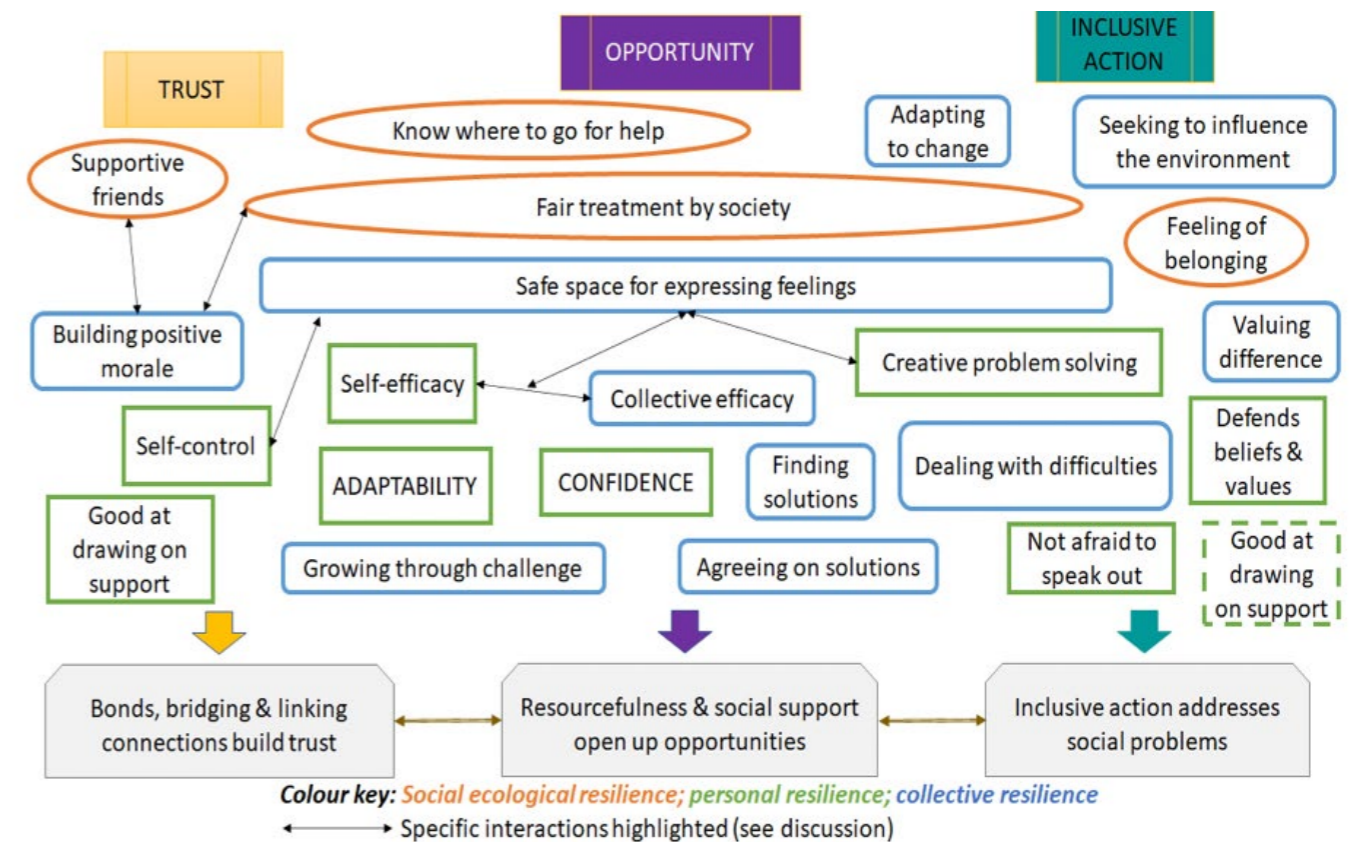 TRUST
OPPORTUNITY
INCLUSIVE
ACTION
Know where to go for help
Adapting
to change
Seeking to influence
the environment
Supportive
friends
Fair treatment by society
Feeling of
belonging
Safe space for expressing feelings
Building positive
morale
Valuing
difference
Self-efficacy
Creative problem solving
Collective efficacy
Self-control
Defends
beliefs &
values
ADAPTABILITY
CONFIDENCE
Finding
solutions
Dealing with difficulties
Good at
drawing on
support
Growing through challenge
Agreeing on solutions
Not afraid to
speak out
Good at
drawing
on support
Bonds, bridging & linking
connections build trust
Resourcefulness & social support
open up opportunities
Inclusive action addresses
social problems
Colour key: Social ecological resilience; personal resilience; collective resilience
Specific interactions highlighted (see discussion)